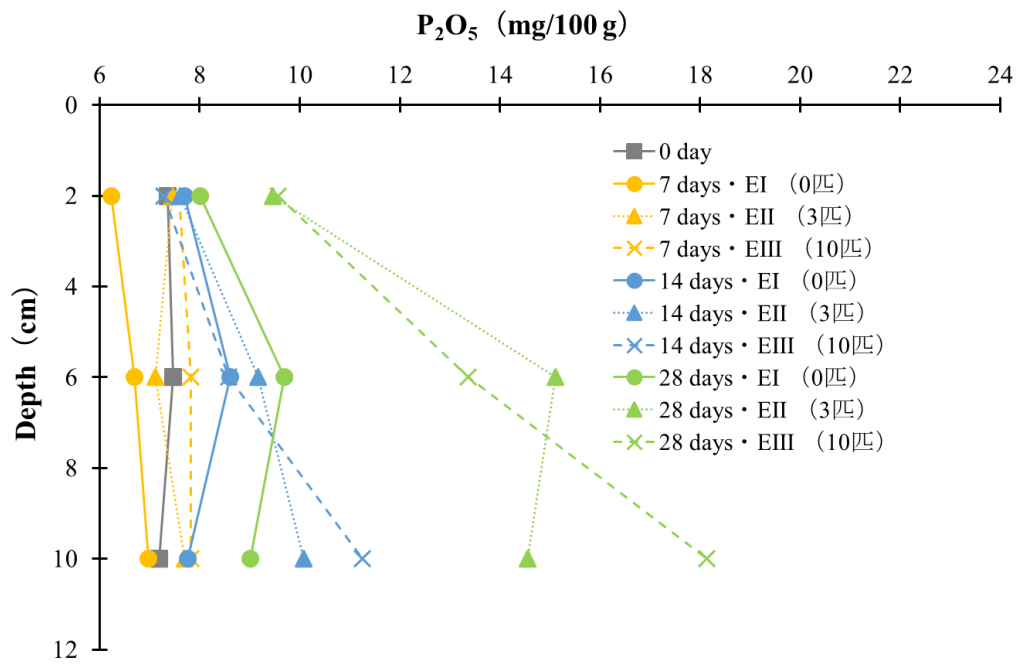 P₂O₅（mg/100 g）
6 8 10 12 14 16 18 20 22 24
0
2
4
6
8
10
12
Depth（cm）
0 day
7 days・EI （0匹）
7 days・EII （3匹）
7 days・EIII （10匹）
14 days・EI （0匹）
14 days・EII （3匹）
14 days・EIII （10匹）
28 days・EI （0匹）
28 days・EII （3匹）
28 days・EIII （10匹）